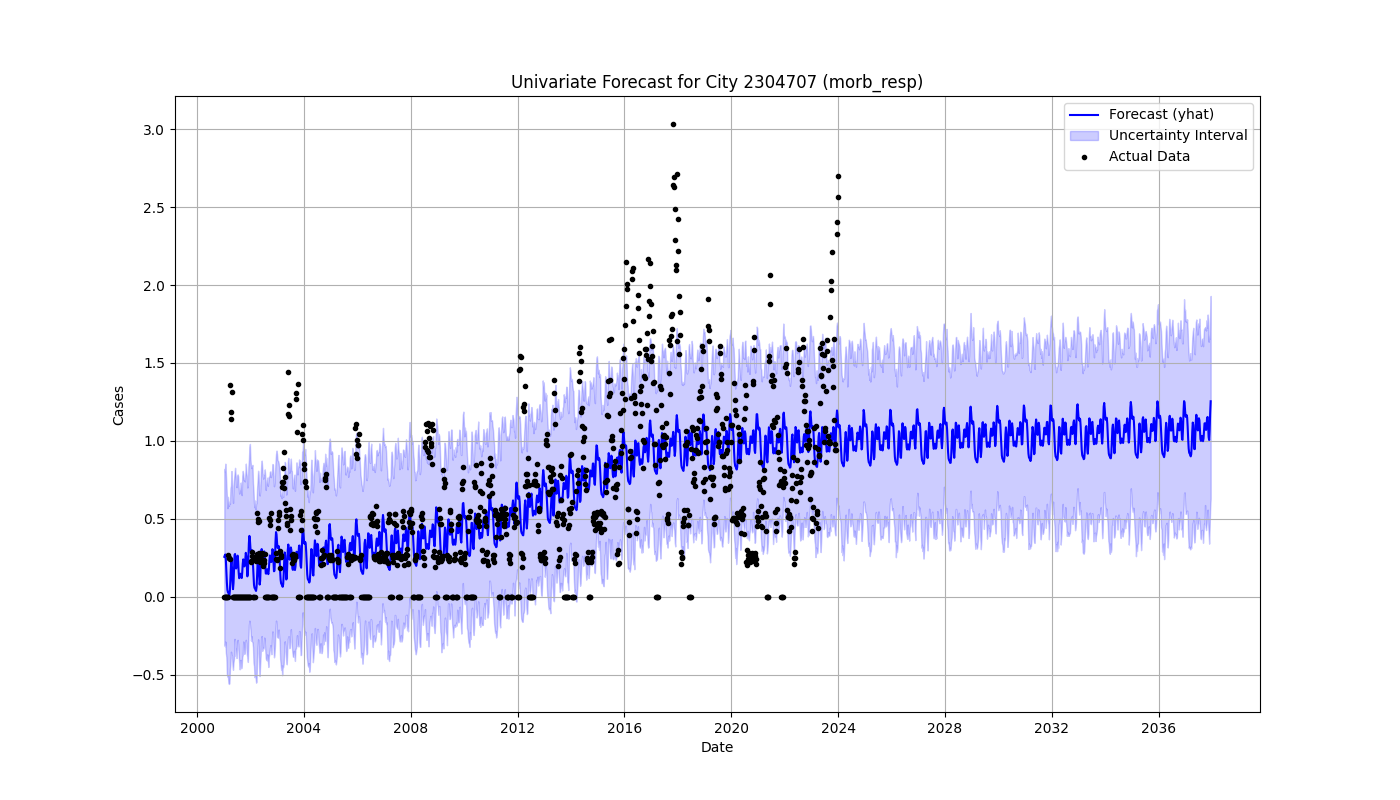 Univariate Forecast for City 2304707 (morb_resp)
Forecast (yhat)
Uncertainty Interval
Actual Data
3.0
2.5
2.0
1.5
1.0
0.5
0.0
−0.5
Cases
2000 2004 2008 2012 2016 2020 2024 2028 2032 2036
Date